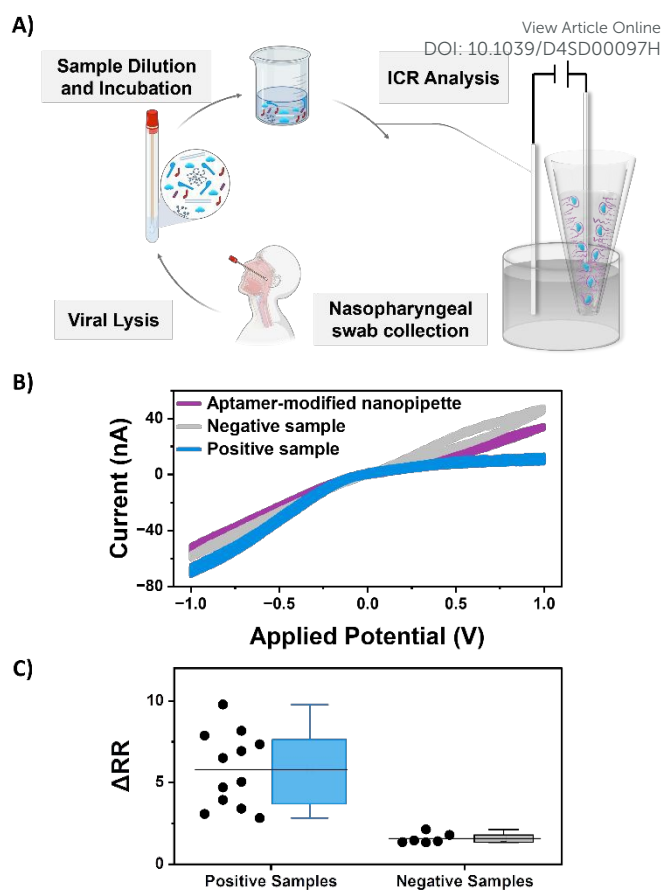 A)
View Article Online
DOI: 10.1039/D4SD00097H
Sample Dilution
and Incubation
ICR Analysis
Viral Lysis
Nasopharyngeal
swab collection
B)
Aptamer-modified nanopipette
Negative sample
Positive sample
Current (nA)
40
0
−40
−80
−1.0
−0.5
0.0
0.5
1.0
Applied Potential (V)
C)
ΔRR
10
5
0
Positive Samples
Negative Samples